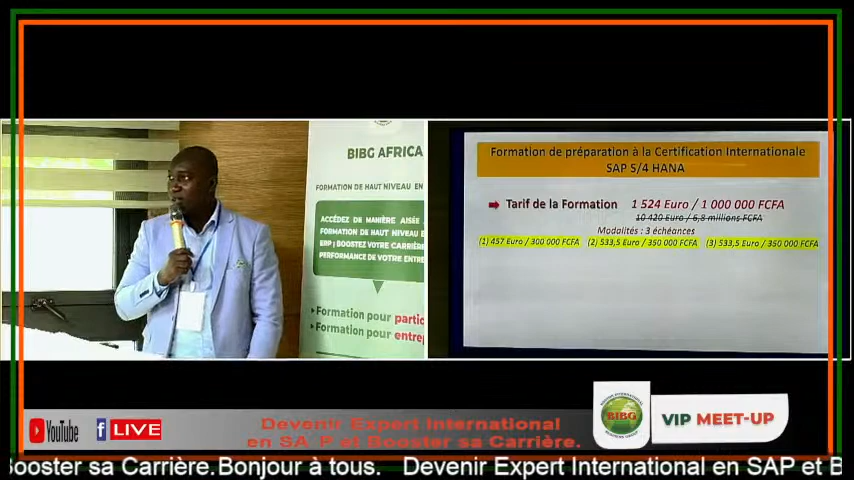 BIBG AFRICA
FORMATION DE HAUT NIVEAU EN
ACCÉDEZ DE MANIÈRE AISÉE
FORMATION DE HAUT NIVEAU E
ERP ; BOOSTEZ VOTRE CARRIÈR
PERFORMANCE DE VOTRE ENTRE
Formation pour partic
Formation pour entrep
Formation de préparation à la Certification Internationale
SAP S/4 HANA
Tarif de la Formation 1 524 Euro / 1 000 000 FCFA
10 420 Euro / 6,8 millions FCFA
Modalités : 3 échéances
(1) 457 Euro / 300 000 FCFA (2) 533,5 Euro / 350 000 FCFA (3) 533,5 Euro / 350 000 FCFA
YouTube f LIVE
Devenir Expert International
en SA P et Booster sa Carrière.
BIBG
VIP MEET-UP
Booster sa Carrière.Bonjour à tous. Devenir Expert International en SAP et B